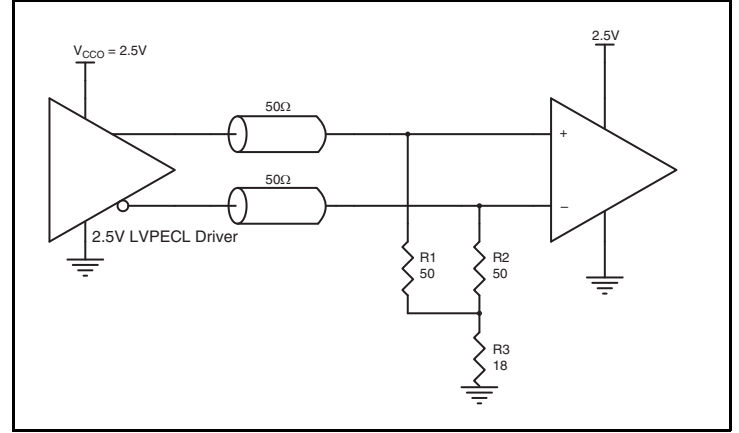 V_CCO = 2.5V
2.5V
50Ω
50Ω
+
–
2.5V LVPECL Driver
R1
50
R2
50
R3
18